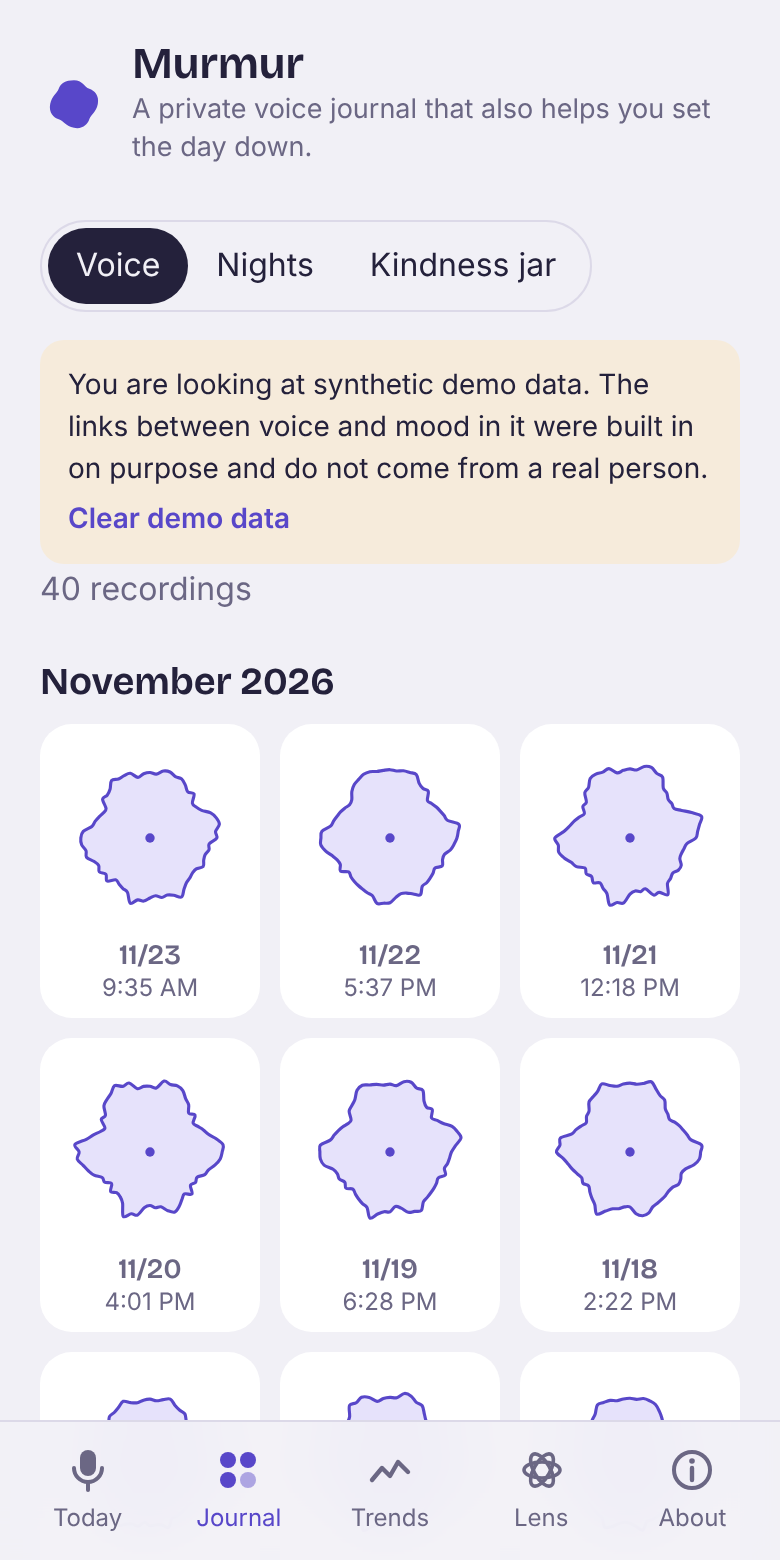 Murmur
A private voice journal that also helps you set
the day down.
Voice Nights Kindness jar
You are looking at synthetic demo data. The
links between voice and mood in it were built in
on purpose and do not come from a real person.
Clear demo data
40 recordings
November 2026
11/23 11/22 11/21
9:35 AM 5:37 PM 12:18 PM
11/20 11/19 11/18
4:01 PM 6:28 PM 2:22 PM
Today Journal Trends Lens About